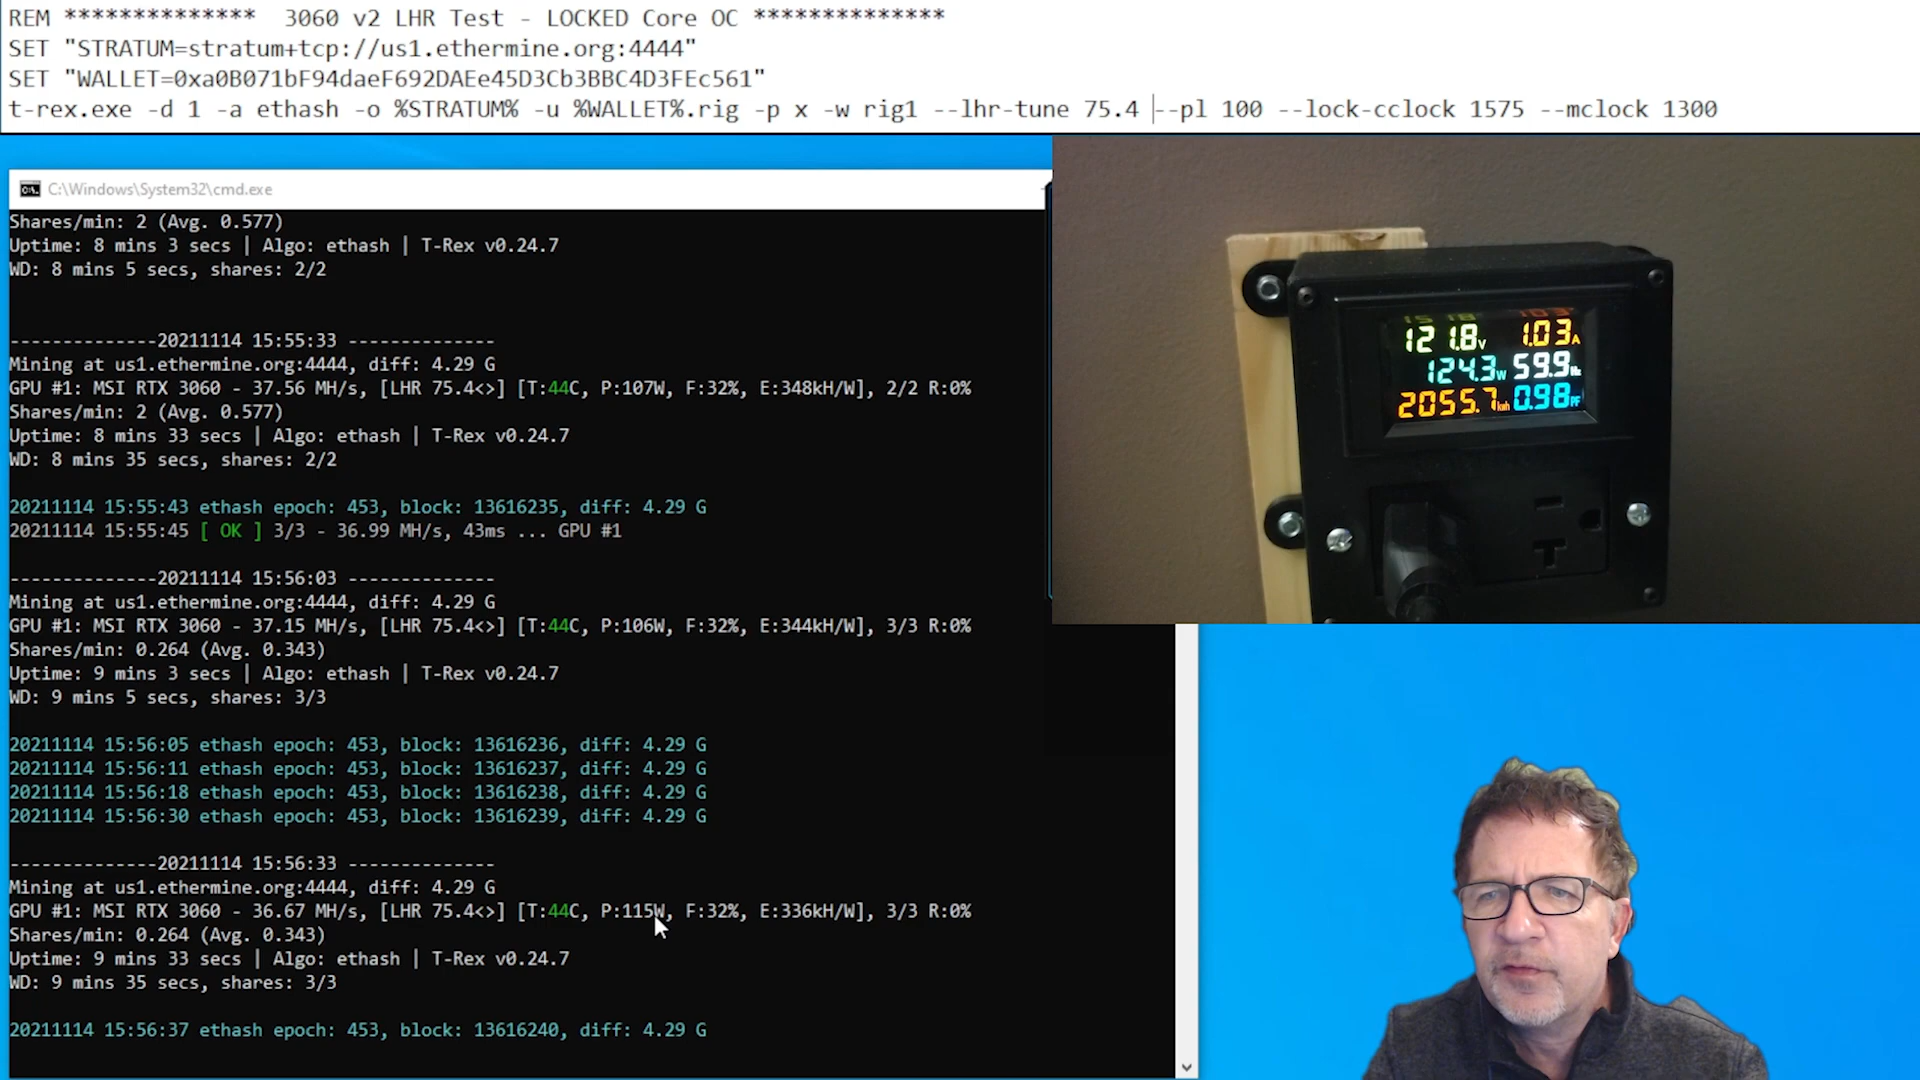 REM ************** 3060 v2 LHR Test - LOCKED Core OC **************
SET "STRATUM=stratum+tcp://us1.ethermine.org:4444"
SET "WALLET=0xa0B071bF94daeF692DAEe45D3Cb3BBC4D3FEc561"
t-rex.exe -d 1 -a ethash -o %STRATUM% -u %WALLET%.rig -p x -w rig1 --lhr-tune 75.4 --pl 100 --lock-cclock 1575 --mclock 1300
C:\Windows\System32\cmd.exe
Shares/min: 2 (Avg. 0.577)
Uptime: 8 mins 3 secs | Algo: ethash | T-Rex v0.24.7
WD: 8 mins 5 secs, shares: 2/2
--------------20211114 15:55:33 --------------
Mining at us1.ethermine.org:4444, diff: 4.29 G
GPU #1: MSI RTX 3060 - 37.56 MH/s, [LHR 75.4<>] [T:44C, P:107W, F:32%, E:348kH/W], 2/2 R:0%
Shares/min: 2 (Avg. 0.577)
Uptime: 8 mins 33 secs | Algo: ethash | T-Rex v0.24.7
WD: 8 mins 35 secs, shares: 2/2
20211114 15:55:43 ethash epoch: 453, block: 13616235, diff: 4.29 G
20211114 15:55:45 [ OK ] 3/3 - 36.99 MH/s, 43ms ... GPU #1
--------------20211114 15:56:03 --------------
Mining at us1.ethermine.org:4444, diff: 4.29 G
GPU #1: MSI RTX 3060 - 37.15 MH/s, [LHR 75.4<>] [T:44C, P:106W, F:32%, E:344kH/W], 3/3 R:0%
Shares/min: 0.264 (Avg. 0.343)
Uptime: 9 mins 3 secs | Algo: ethash | T-Rex v0.24.7
WD: 9 mins 5 secs, shares: 3/3
20211114 15:56:05 ethash epoch: 453, block: 13616236, diff: 4.29 G
20211114 15:56:11 ethash epoch: 453, block: 13616237, diff: 4.29 G
20211114 15:56:18 ethash epoch: 453, block: 13616238, diff: 4.29 G
20211114 15:56:30 ethash epoch: 453, block: 13616239, diff: 4.29 G
--------------20211114 15:56:33 --------------
Mining at us1.ethermine.org:4444, diff: 4.29 G
GPU #1: MSI RTX 3060 - 36.67 MH/s, [LHR 75.4<>] [T:44C, P:115W, F:32%, E:336kH/W], 3/3 R:0%
Shares/min: 0.264 (Avg. 0.343)
Uptime: 9 mins 33 secs | Algo: ethash | T-Rex v0.24.7
WD: 9 mins 35 secs, shares: 3/3
20211114 15:56:37 ethash epoch: 453, block: 13616240, diff: 4.29 G
121.8V 1.03A
124.3W 59.9Hz
2055.7kwh 0.98PF